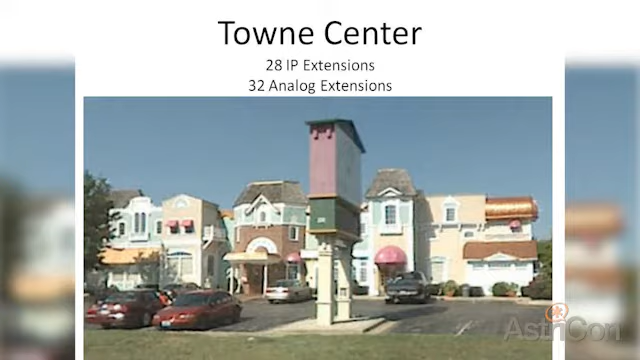 Towne Center
28 IP Extensions
32 Analog Extensions
AstriCon